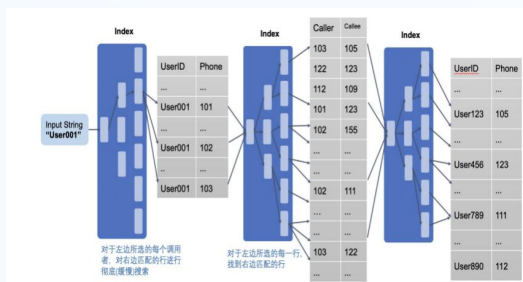 Index
Index
Caller Callee
Index
UserID Phone
... ...
User001 101
... ...
User001 102
.. ...
User001 103
103 105
122 123
112 109
101 123
102 155
... ...
... ...
102 111
... ...
... ...
103 122
... ...
UserID Phone
... ...
User123 105
... ...
User456 123
... ...
User789 111
... ...
User890 112
Input String
"User001"
对于左边所选的每个调用
者，对右边匹配的行进行
彻底(缓慢)搜索
对于左边所选的每一行,
找到右边匹配的行